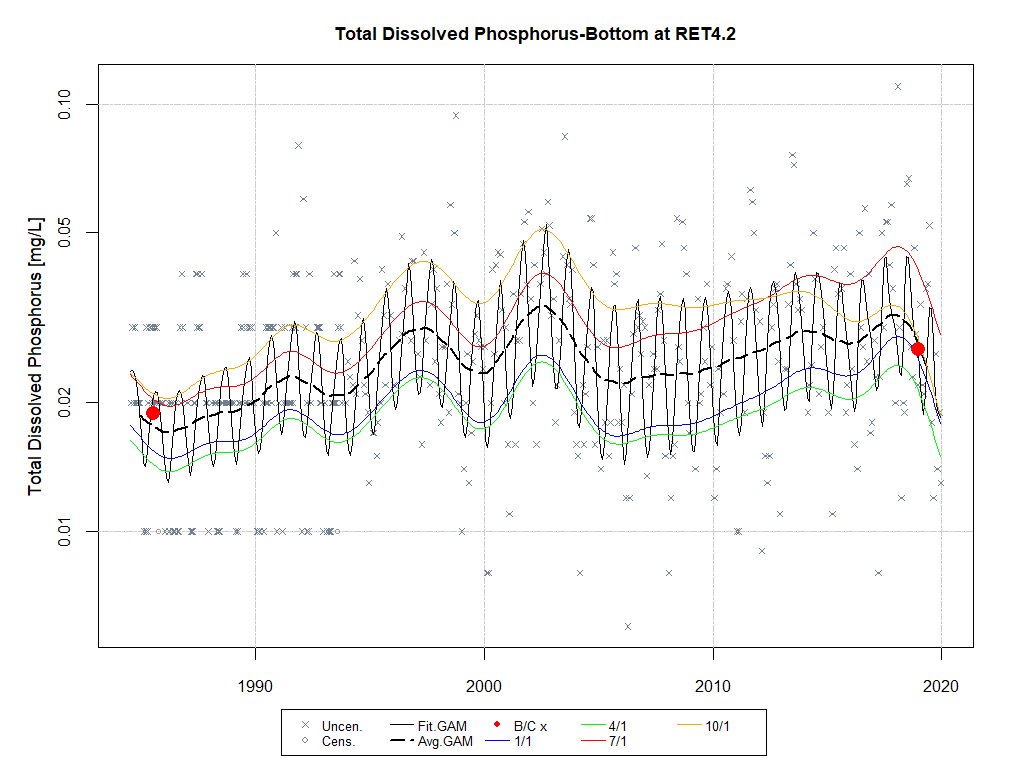 Total Dissolved Phosphorus-Bottom at RET4.2
Total Dissolved Phosphorus [mg/L]
0.10
0.05
0.02
0.01
1990 2000 2010 2020
Uncen. Fit.GAM B/C x 4/1 10/1
Cens. Avg.GAM 1/1 7/1